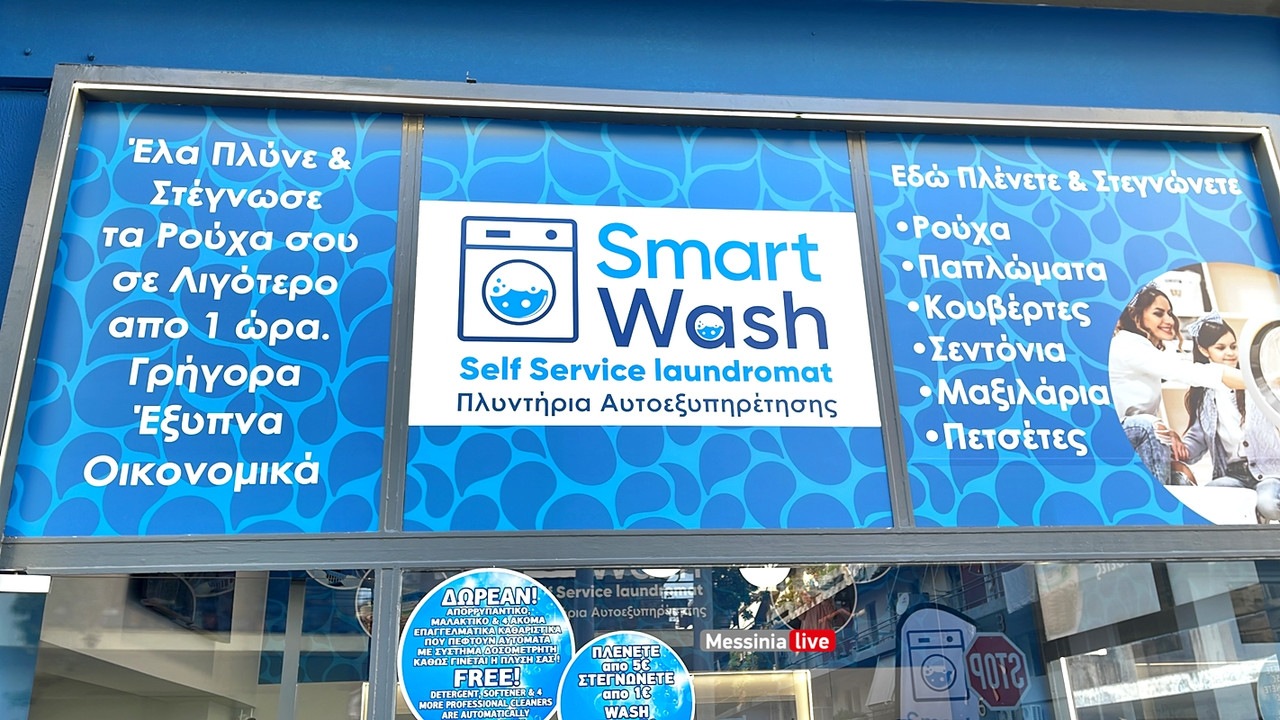 Έλα Πλύνε &
Στέγνωσε
τα Ρούχα σου
σε Λιγότερο
απο 1 ώρα.
Γρήγορα
Έξυπνα
Οικονομικά
Smart
Wash
Self Service laundromat
Πλυντήρια Αυτοεξυπηρέτησης
Εδώ Πλένετε & Στεγνώνετε
•Ρούχα
•Παπλώματα
•Κουβέρτες
•Σεντόνια
•Μαξιλάρια
•Πετσέτες
ΔΩΡΕΑΝ!
ΑΠΟΡΡΥΠΑΝΤΙΚΟ,
ΜΑΛΑΚΤΙΚΟ & 4 ΑΚΟΜΑ
ΕΠΑΓΓΕΛΜΑΤΙΚΑ ΚΑΘΑΡΙΣΤΙΚΑ
ΠΟΥ ΠΕΦΤΟΥΝ ΑΥΤΟΜΑΤΑ
ΜΕ ΣΥΣΤΗΜΑ ΔΟΣΟΜΕΤΡΗΤΗ
ΚΑΘΩΣ ΓΙΝΕΤΑΙ Η ΠΛΥΣΗ ΣΑΣ!
FREE!
DETERGENT, SOFTENER & 4
MORE PROFESSIONAL CLEANERS
ARE AUTOMATICALLY
ΠΛΕΝΕΤΕ
απο 5€
ΣΤΕΓΝΩΝΕΤΕ
απο 1€
WASH
Service laundromat
Αυτοεξυπηρέτησης
Messinia live
STOP